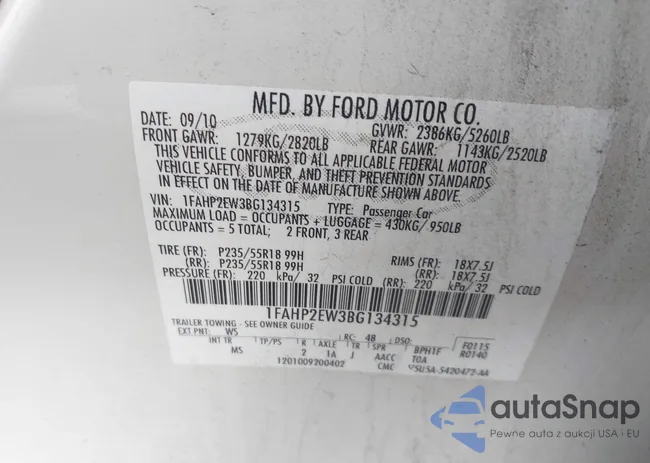 MFD. BY FORD MOTOR CO.
DATE: 09/10 GVWR: 2386KG/5260LB
FRONT GAWR: 1279KG/2820LB REAR GAWR: 1143KG/2520LB
THIS VEHICLE CONFORMS TO ALL APPLICABLE FEDERAL MOTOR
VEHICLE SAFETY, BUMPER, AND THEFT PREVENTION STANDARDS
IN EFFECT ON THE DATE OF MANUFACTURE SHOWN ABOVE.
VIN: 1FAHP2EW3BG134315 TYPE: Passenger Car
MAXIMUM LOAD = OCCUPANTS + LUGGAGE = 430KG/ 950LB
OCCUPANTS = 5 TOTAL; 2 FRONT, 3 REAR
TIRE (FR): P235/55R18 99H RIMS (FR): 18X7.5J
(RR): P235/55R18 99H (RR): 18X7.5J
PRESSURE (FR): 220 kPa/ 32 PSI COLD (RR): 220 kPa/ 32 PSI COLD
1FAHP2EW3BG134315
TRAILER TOWING - SEE OWNER GUIDE
EXT PNT: WS RC: 48 DSO: F0115
INT TR TP/PS R AXLE TR SPR BPH1F R0140
MS 2 1A J AACC TOA
1201009200402 CMC 5U5A-5420472-AA
autoSnap
Pewne auta z aukcji USA i EU